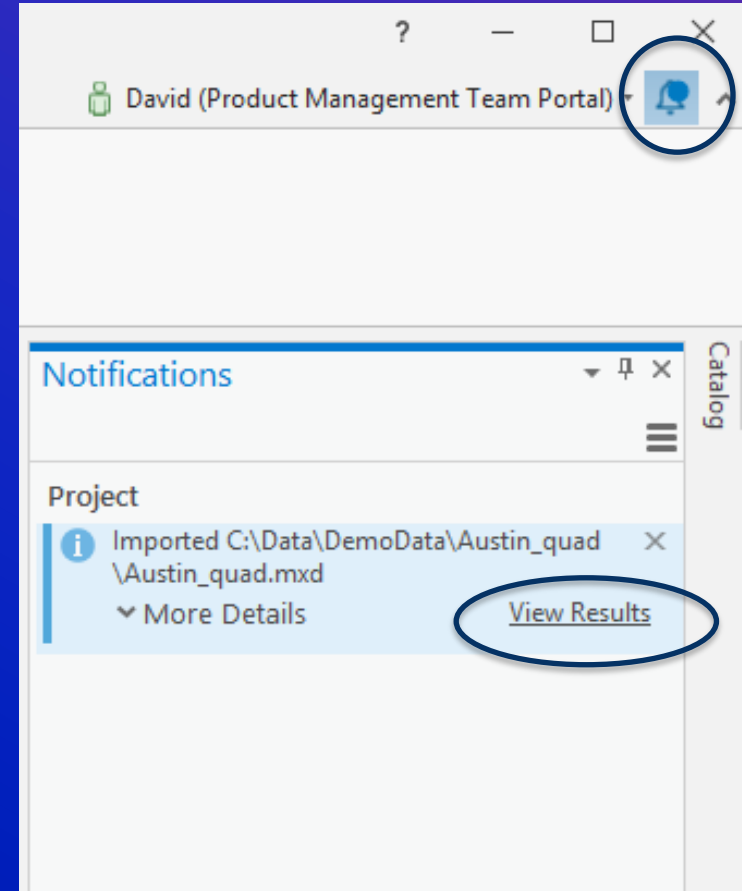 ?
David (Product Management Team Portal)
Notifications
Catalog
Project
Imported C:\Data\DemoData\Austin_quad
\Austin_quad.mxd
More Details
View Results